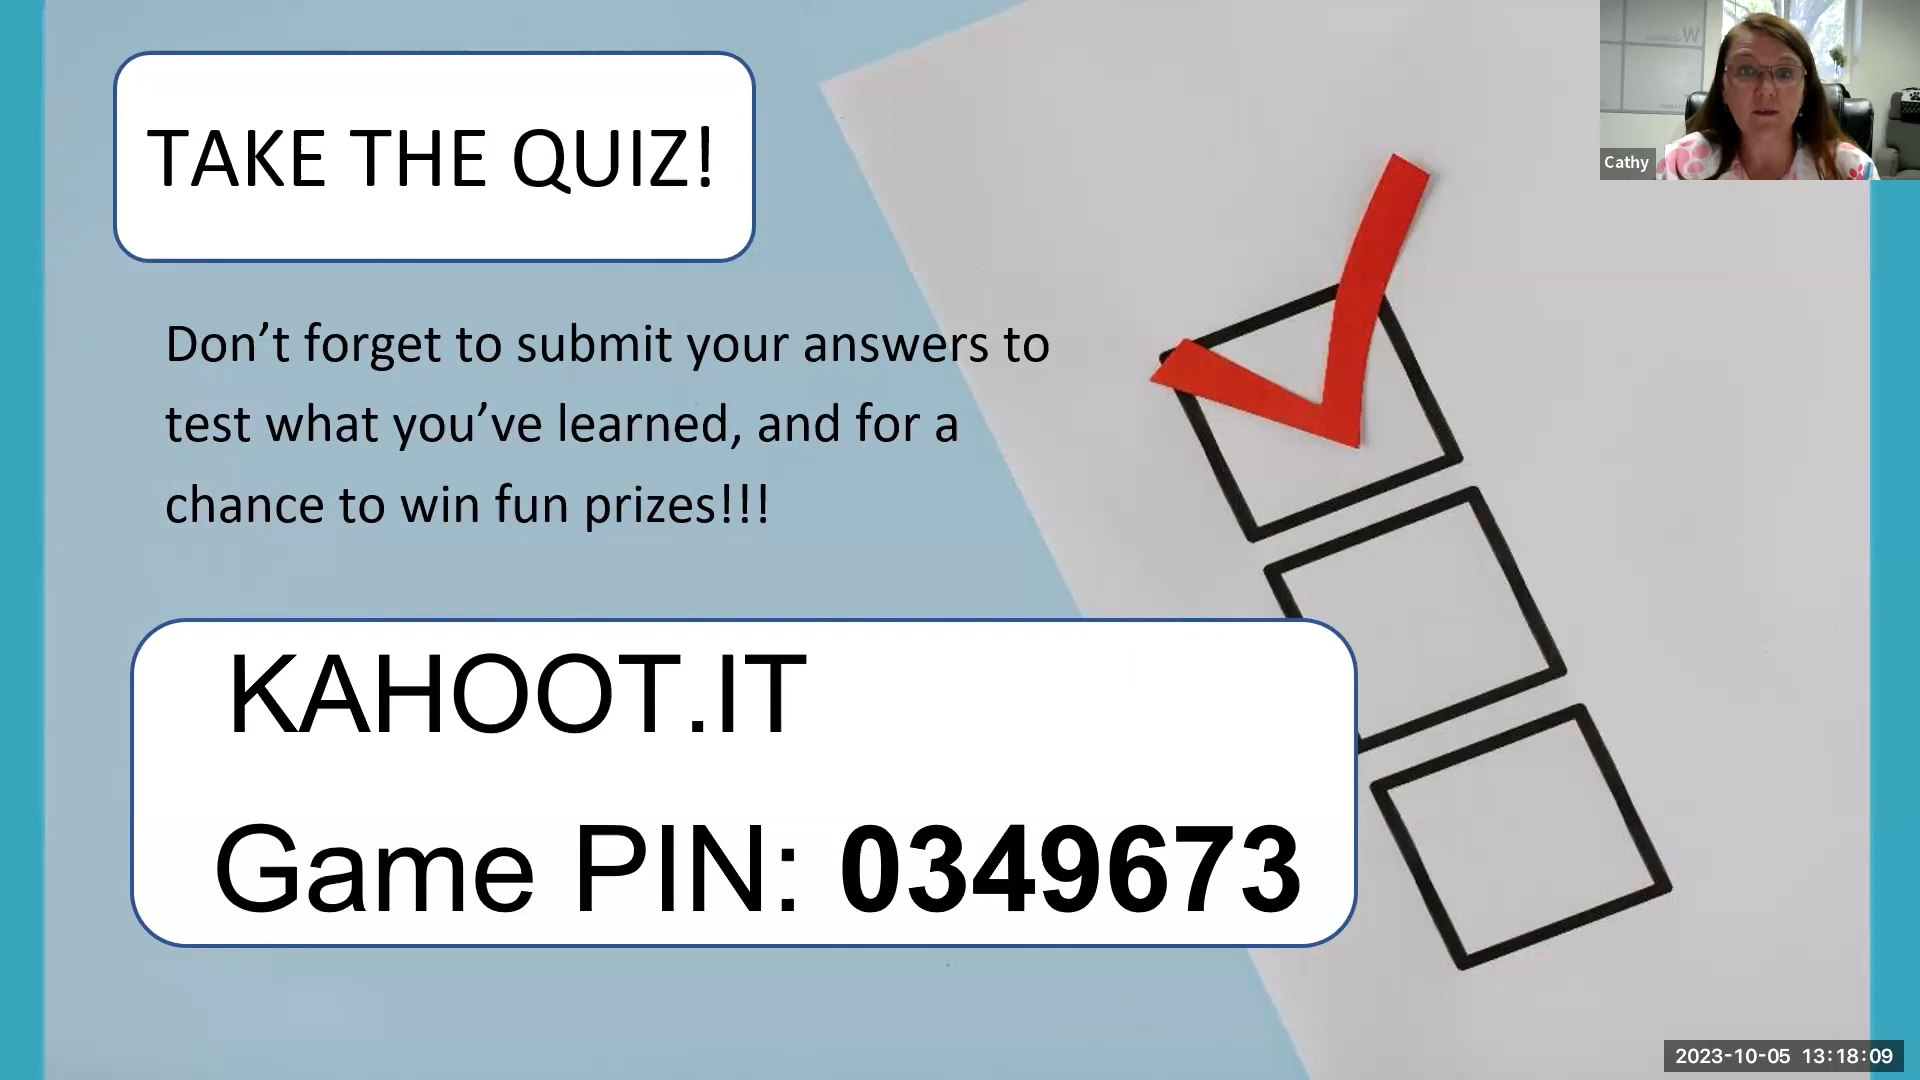 TAKE THE QUIZ!
Don’t forget to submit your answers to
test what you’ve learned, and for a
chance to win fun prizes!!!
KAHOOT.IT
Game PIN: 0349673
Cathy
2023-10-05 13:18:09